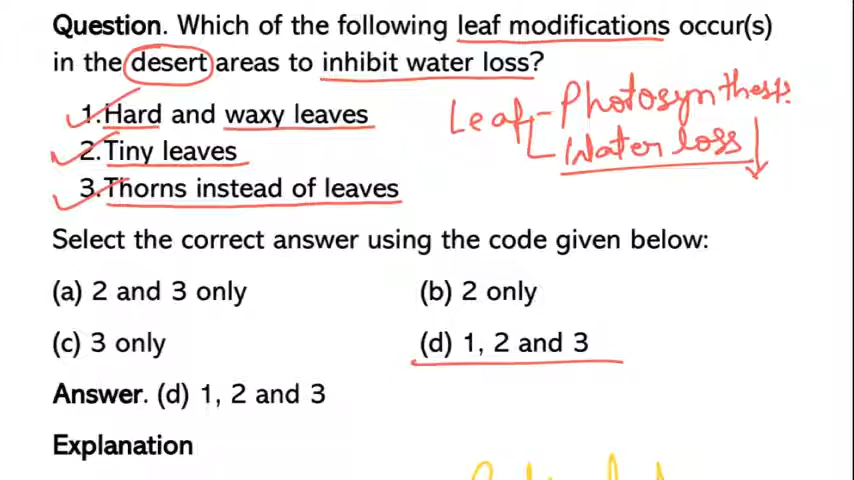 Question. Which of the following leaf modifications occur(s)
in the desert areas to inhibit water loss?
1. Hard and waxy leaves
2. Tiny leaves
3. Thorns instead of leaves
Leaf - Photosynthesis
Water loss
Select the correct answer using the code given below:
(a) 2 and 3 only
(b) 2 only
(c) 3 only
(d) 1, 2 and 3
Answer. (d) 1, 2 and 3
Explanation